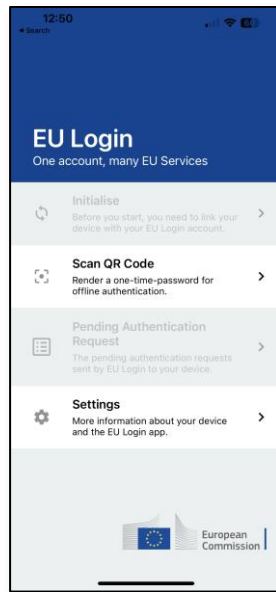 12:50
Search
EU Login
One account, many EU Services
Initialise
Before you start, you need to link your
device with your EU Login account.
Scan QR Code
Render a one-time-password for
offline authentication.
Pending Authentication
Request
The pending authentication requests
sent by EU Login to your device.
Settings
More information about your device
and the EU Login app.
European
Commission